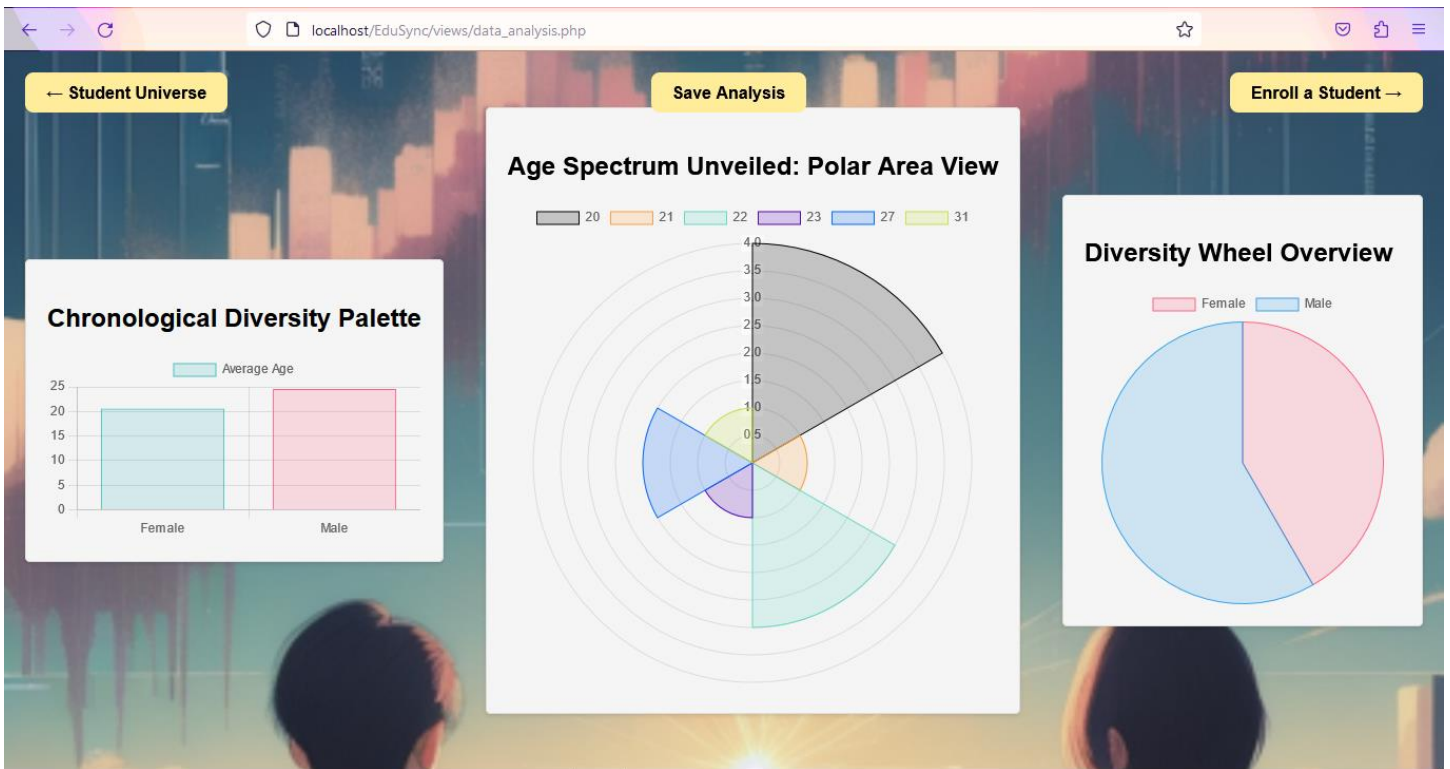 localhost/EduSync/views/data_analysis.php
← Student Universe
Save Analysis
Enroll a Student →
Chronological Diversity Palette
Average Age
25
20
15
10
5
0
Female Male
Age Spectrum Unveiled: Polar Area View
20 21 22 23 27 31
4.0
3.5
3.0
2.5
2.0
1.5
1.0
0.5
Diversity Wheel Overview
Female Male